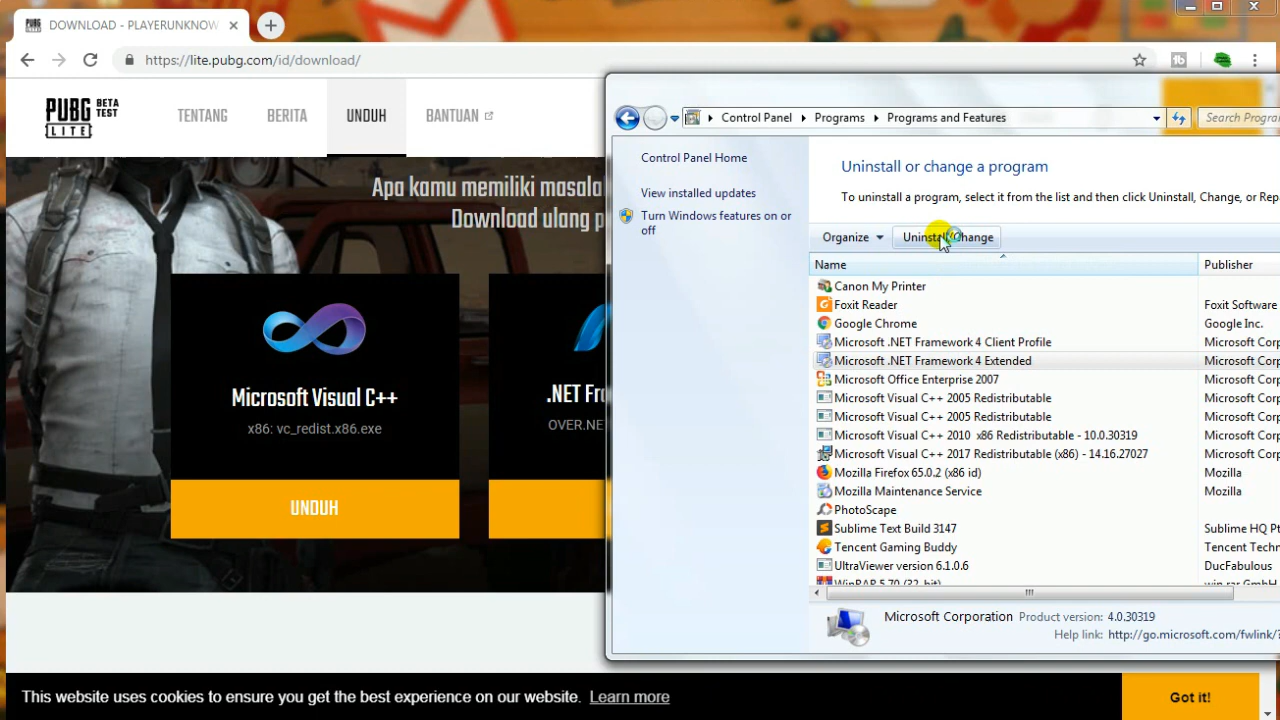 DOWNLOAD - PLAYERUNKNOW
https://lite.pubg.com/id/download/
PUBG BETA TEST
LITE
TENTANG
BERITA
UNDUH
BANTUAN
Apa kamu memiliki masala
Download ulang p
Microsoft Visual C++
x86: vc_redist.x86.exe
UNDUH
.NET Fra
OVER.NE
Control Panel
Programs
Programs and Features
Search Progra
Control Panel Home
View installed updates
Turn Windows features on or
off
Uninstall or change a program
To uninstall a program, select it from the list and then click Uninstall, Change, or Rep
Organize
Uninstall/Change
Name
Publisher
Canon My Printer
Foxit Reader
Foxit Software
Google Chrome
Google Inc.
Microsoft .NET Framework 4 Client Profile
Microsoft Corp
Microsoft .NET Framework 4 Extended
Microsoft Corp
Microsoft Office Enterprise 2007
Microsoft Corp
Microsoft Visual C++ 2005 Redistributable
Microsoft Corp
Microsoft Visual C++ 2005 Redistributable
Microsoft Corp
Microsoft Visual C++ 2010 x86 Redistributable - 10.0.30319
Microsoft Corp
Microsoft Visual C++ 2017 Redistributable (x86) - 14.16.27027
Microsoft Corp
Mozilla Firefox 65.0.2 (x86 id)
Mozilla
Mozilla Maintenance Service
Mozilla
PhotoScape
Sublime Text Build 3147
Sublime HQ Pt
Tencent Gaming Buddy
Tencent Techn
UltraViewer version 6.1.0.6
DucFabulous
WinRAR 5.70 (32-bit)
win.rar GmbH
Microsoft Corporation
Product version: 4.0.30319
Help link: http://go.microsoft.com/fwlink/?
This website uses cookies to ensure you get the best experience on our website. Learn more
Got it!